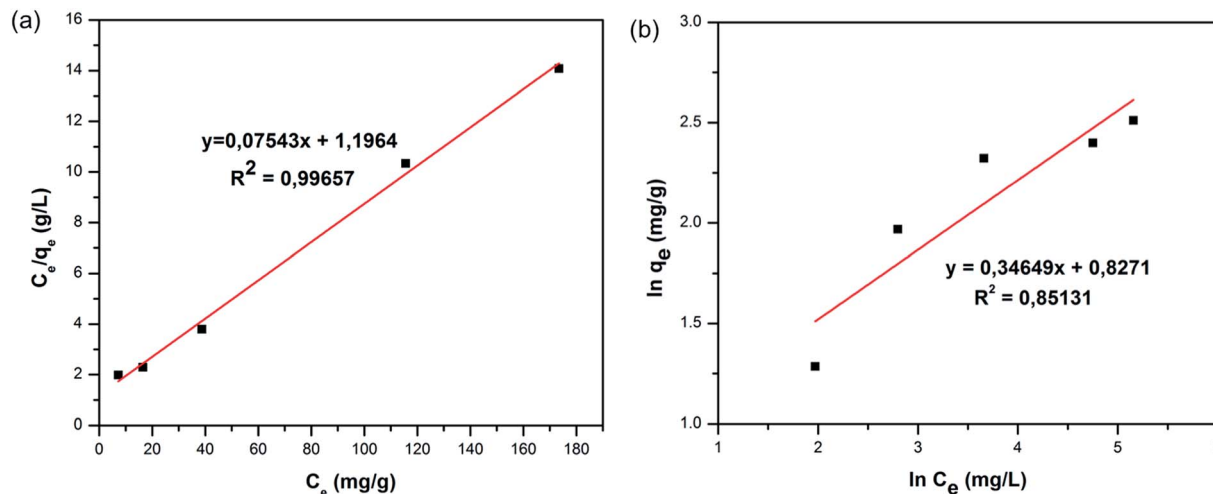 (a)
16
14
12
10
8
6
4
2
0
C_e/q_e (g/L)
y=0,07543x + 1,1964
R² = 0,99657
0 20 40 60 80 100 120 140 160 180
C_e (mg/g)
(b)
3.0
2.5
2.0
1.5
1.0
ln q_e (mg/g)
y = 0,34649x + 0,8271
R² = 0,85131
1 2 3 4 5
ln C_e (mg/L)